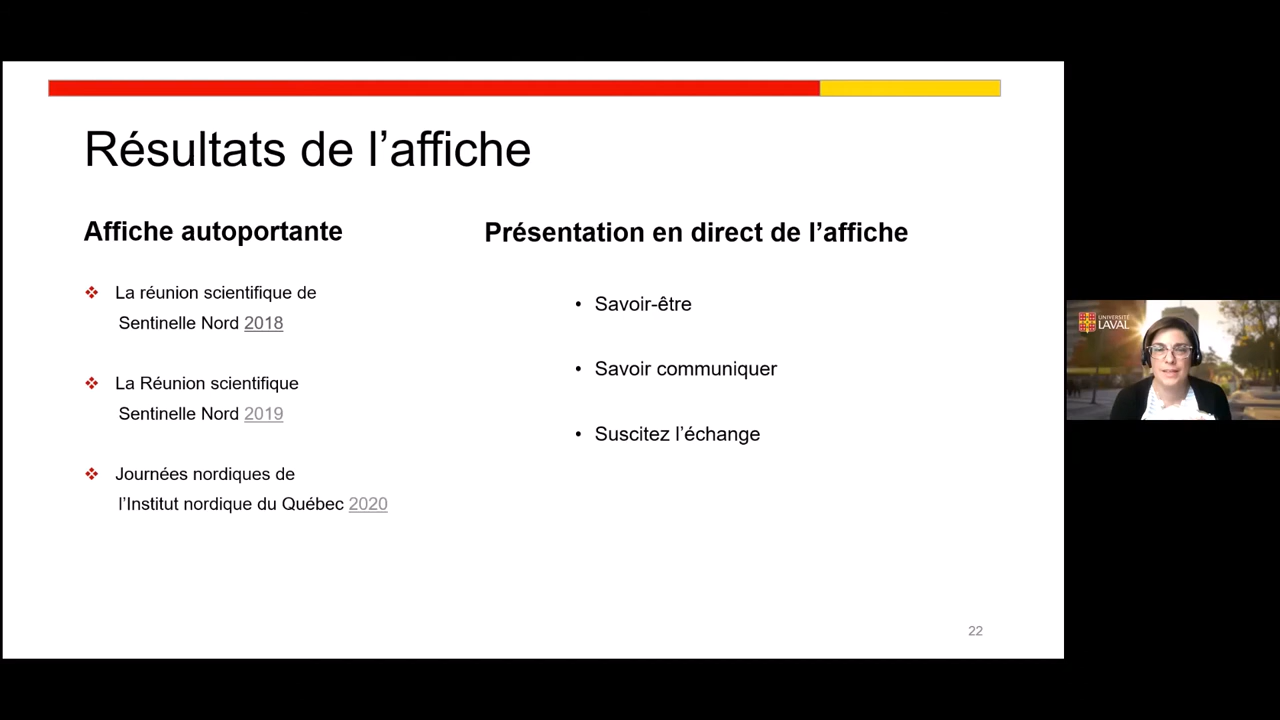 Résultats de l’affiche
Affiche autoportante
❖ La réunion scientifique de
Sentinelle Nord 2018
❖ La Réunion scientifique
Sentinelle Nord 2019
❖ Journées nordiques de
l’Institut nordique du Québec 2020
Présentation en direct de l’affiche
• Savoir-être
• Savoir communiquer
• Suscitez l’échange
22
UNIVERSITÉ
LAVAL